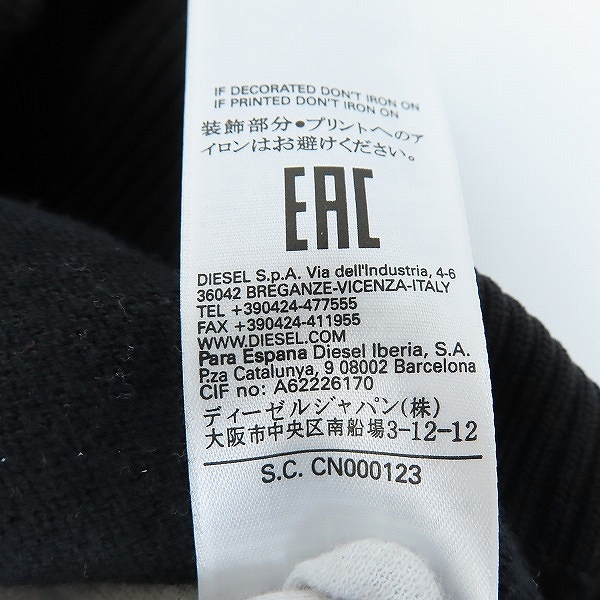 IF DECORATED DON'T IRON ON
IF PRINTED DON'T IRON ON
装飾部分●プリントへのア
イロンはお避けください。
EAC
DIESEL S.p.A. Via dell'Industria, 4-6
36042 BREGANZE-VICENZA-ITALY
TEL +390424-477555
FAX +390424-411955
WWW.DIESEL.COM
Para Espana Diesel Iberia, S.A.
P.za Catalunya, 9 08002 Barcelona
CIF no: A62226170
ディーゼルジャパン(株)
大阪市中央区南船場3-12-12
S.C. CN000123